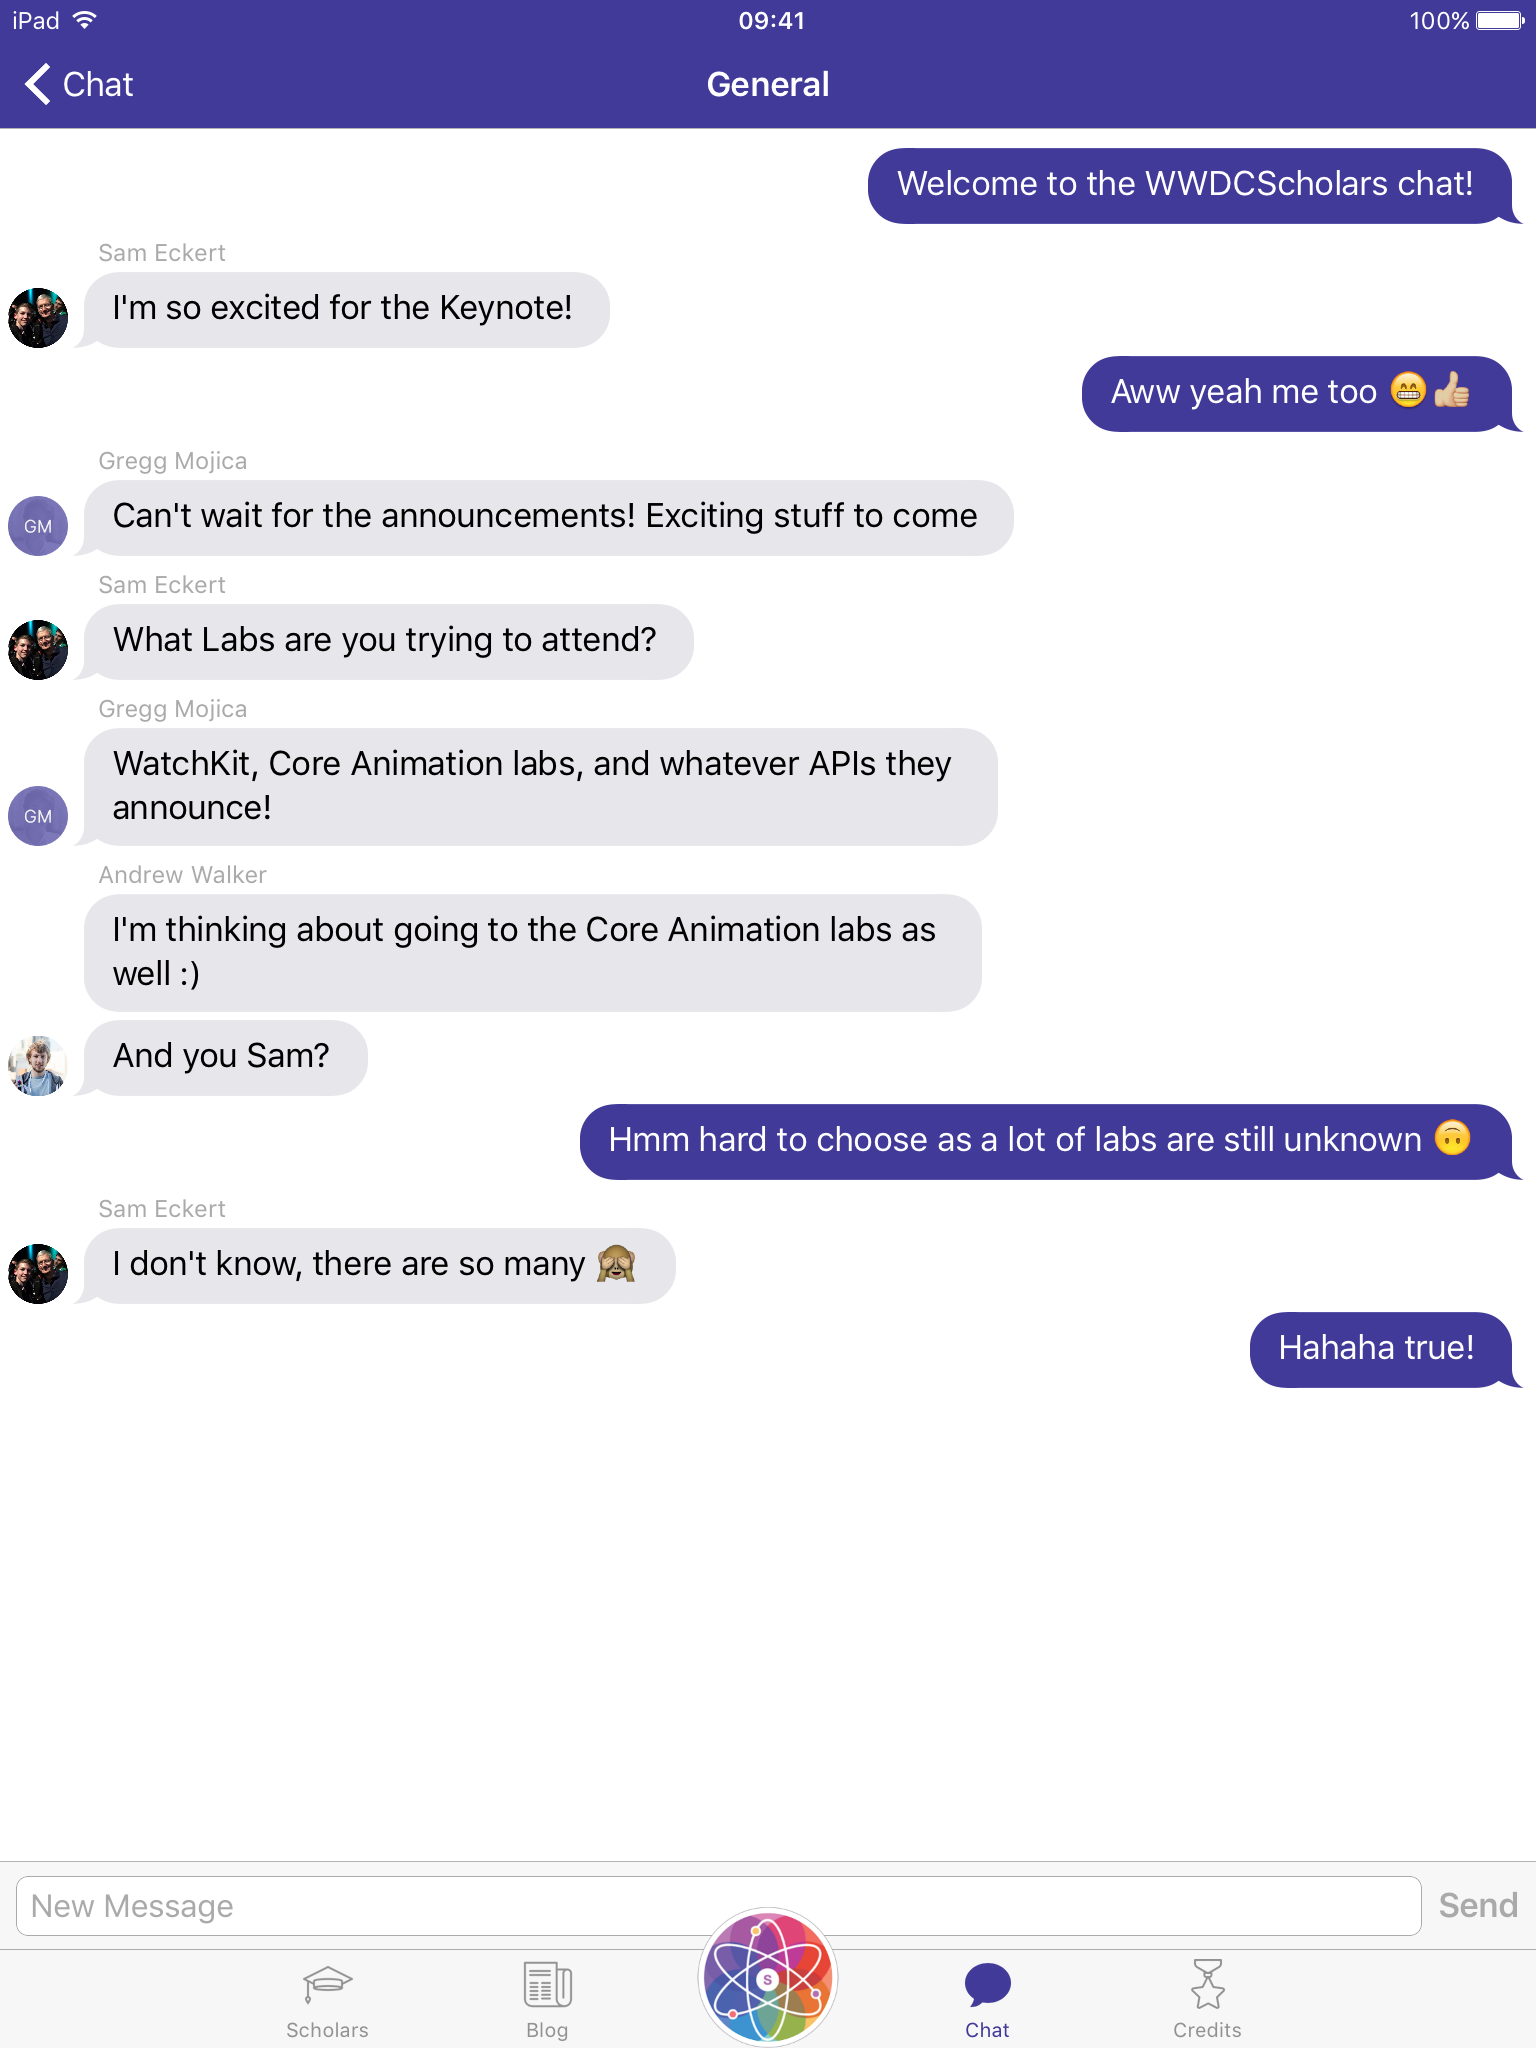 iPad 09:41 100%
Chat General
Welcome to the WWDCScholars chat!
Sam Eckert
I'm so excited for the Keynote!
Aww yeah me too 😁👍🏼
Gregg Mojica
GM
Can't wait for the announcements! Exciting stuff to come
Sam Eckert
What Labs are you trying to attend?
Gregg Mojica
WatchKit, Core Animation labs, and whatever APIs they
announce!
GM
Andrew Walker
I'm thinking about going to the Core Animation labs as
well :)
And you Sam?
Hmm hard to choose as a lot of labs are still unknown 🙃
Sam Eckert
I don't know, there are so many 🙈
Hahaha true!
New Message Send
S
Scholars Blog Chat Credits